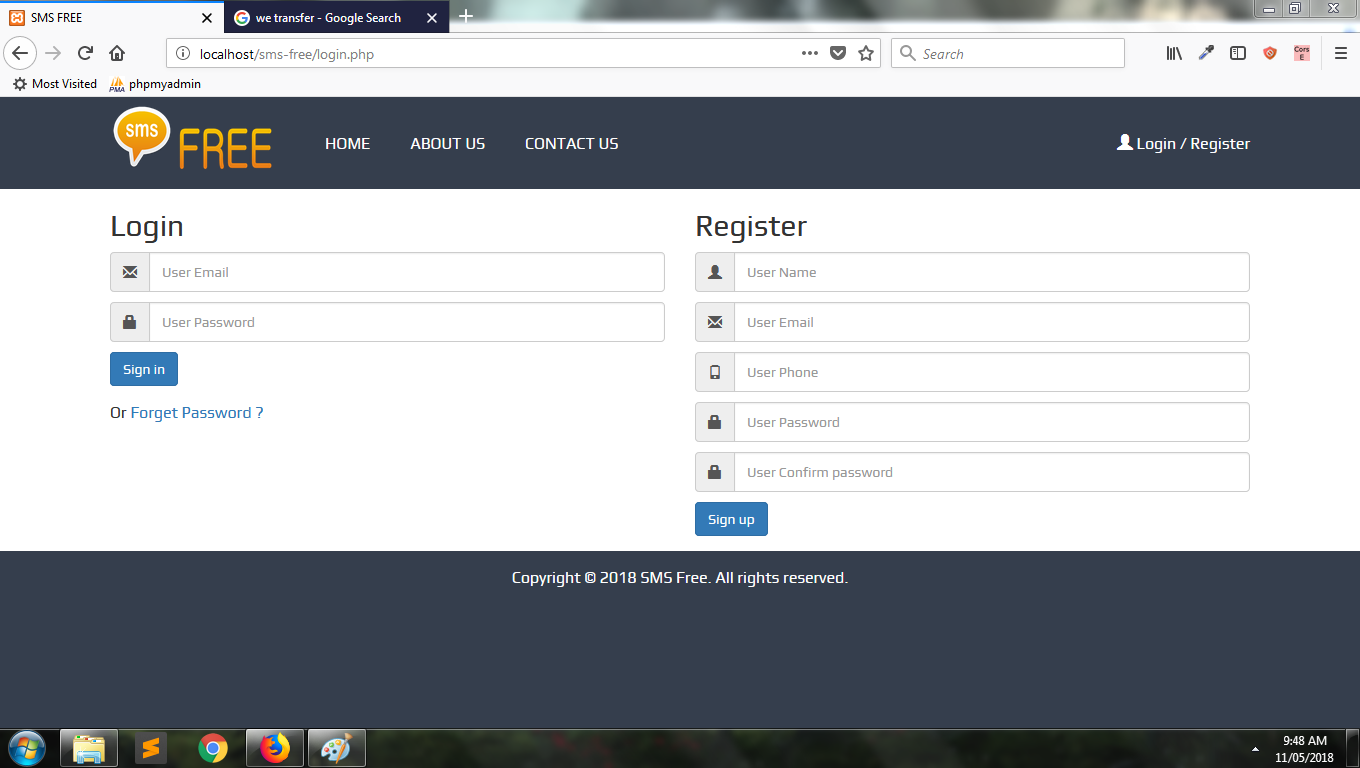 SMS FREE
we transfer - Google Search
localhost/sms-free/login.php
Search
Cors
E
Most Visited
PMA
phpmyadmin
sms FREE
HOME
ABOUT US
CONTACT US
Login / Register
Login
User Email
User Password
Sign in
Or Forget Password ?
Register
User Name
User Email
User Phone
User Password
User Confirm password
Sign up
Copyright © 2018 SMS Free. All rights reserved.
9:48 AM
11/05/2018